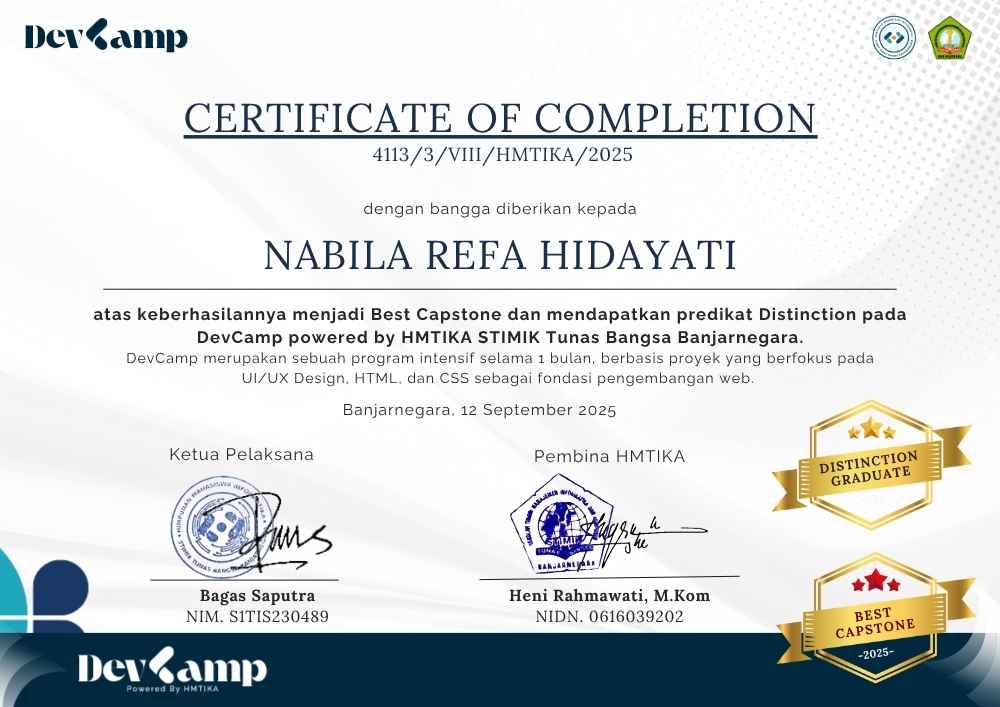 DevCamp
CERTIFICATE OF COMPLETION
4113/3/VIII/HMTIKA/2025
dengan bangga diberikan kepada
NABILA REFA HIDAYATI
atas keberhasilannya menjadi Best Capstone dan mendapatkan predikat Distinction pada
DevCamp powered by HMTIKA STIMIK Tunas Bangsa Banjarnegara.
DevCamp merupakan sebuah program intensif selama 1 bulan, berbasis proyek yang berfokus pada
UI/UX Design, HTML, dan CSS sebagai fondasi pengembangan web.
Banjarnegara, 12 September 2025
Ketua Pelaksana
Pembina HMTIKA
DISTINCTION
GRADUATE
STIMIK
TUNAS
BANJARNEGARA
Bagas Saputra
NIM. S1TIS230489
Heni Rahmawati, M.Kom
NIDN. 0616039202
BEST
CAPSTONE
-2025-
DevCamp
Powered By HMTIKA